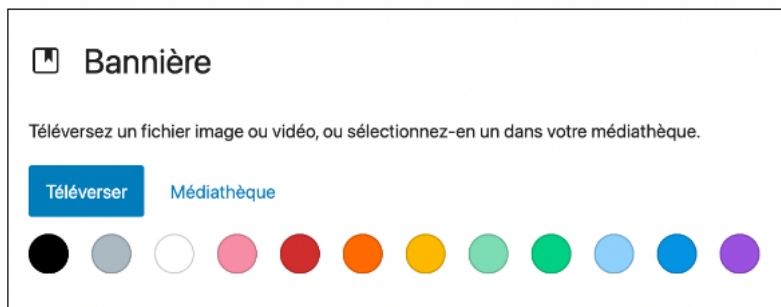 Bannière
Téléversez un fichier image ou vidéo, ou sélectionnez-en un dans votre médiathèque.
Téléverser Médiathèque